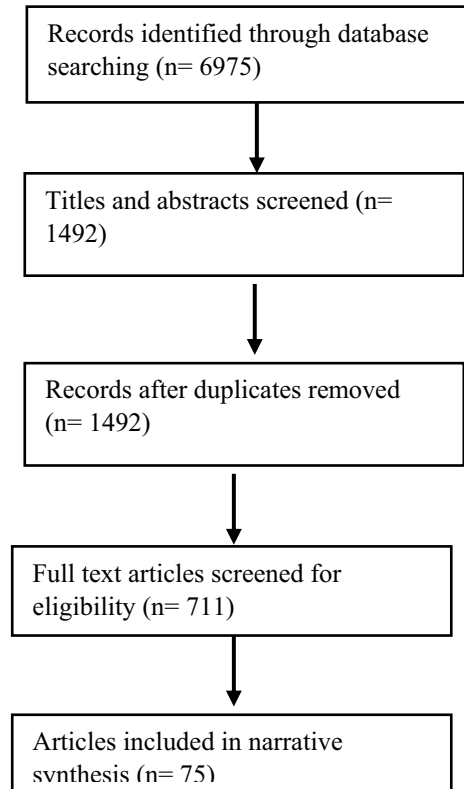 Records identified through database
searching (n= 6975)
Titles and abstracts screened (n=
1492)
Records after duplicates removed
(n= 1492)
Full text articles screened for
eligibility (n= 711)
Articles included in narrative
synthesis (n= 75)